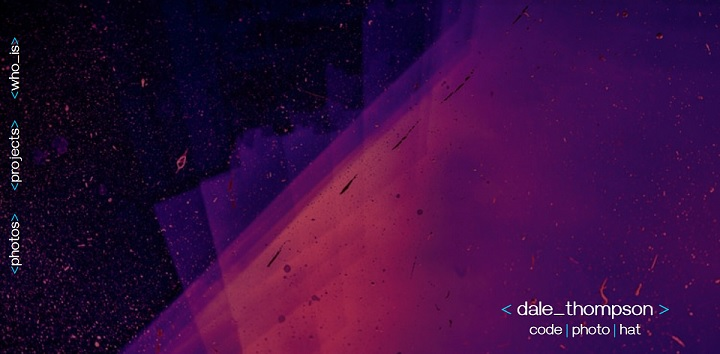 <who_is>
<projects>
<photos>
< dale_thompson >
code | photo | hat